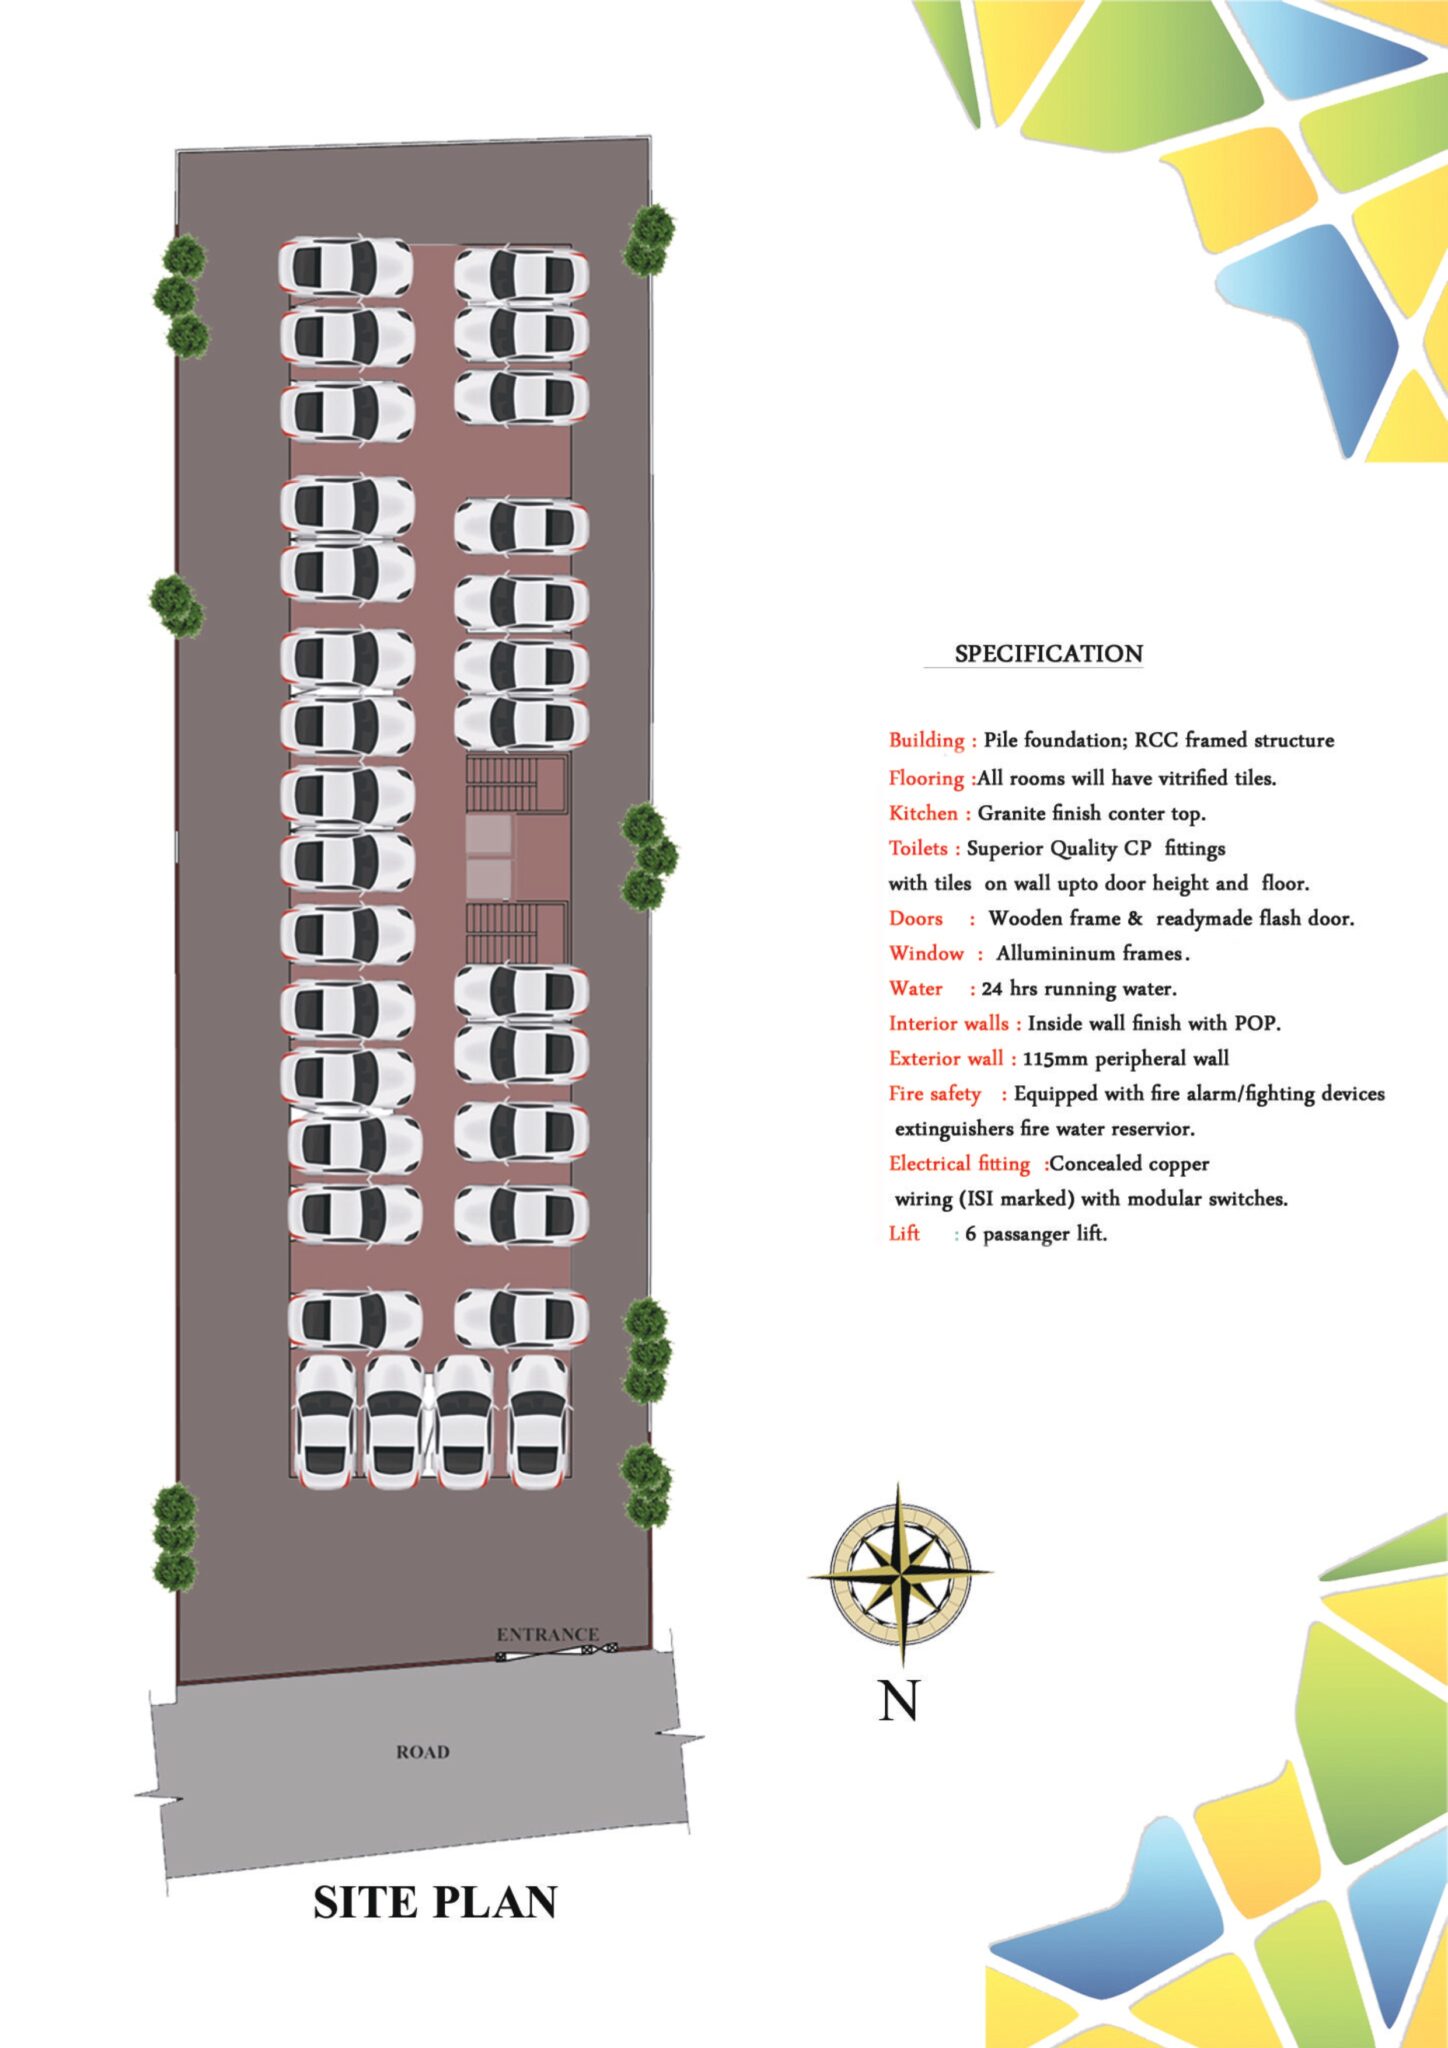 SPECIFICATION
Building : Pile foundation; RCC framed structure
Flooring :All rooms will have vitrified tiles.
Kitchen : Granite finish conter top.
Toilets : Superior Quality CP fittings
with tiles on wall upto door height and floor.
Doors : Wooden frame & readymade flash door.
Window : Allumininum frames.
Water : 24 hrs running water.
Interior walls : Inside wall finish with POP.
Exterior wall : 115mm peripheral wall
Fire safety : Equipped with fire alarm/fighting devices
extinguishers fire water reservior.
Electrical fitting :Concealed copper
wiring (ISI marked) with modular switches.
Lift : 6 passanger lift.
ENTRANCE
N
ROAD
SITE PLAN